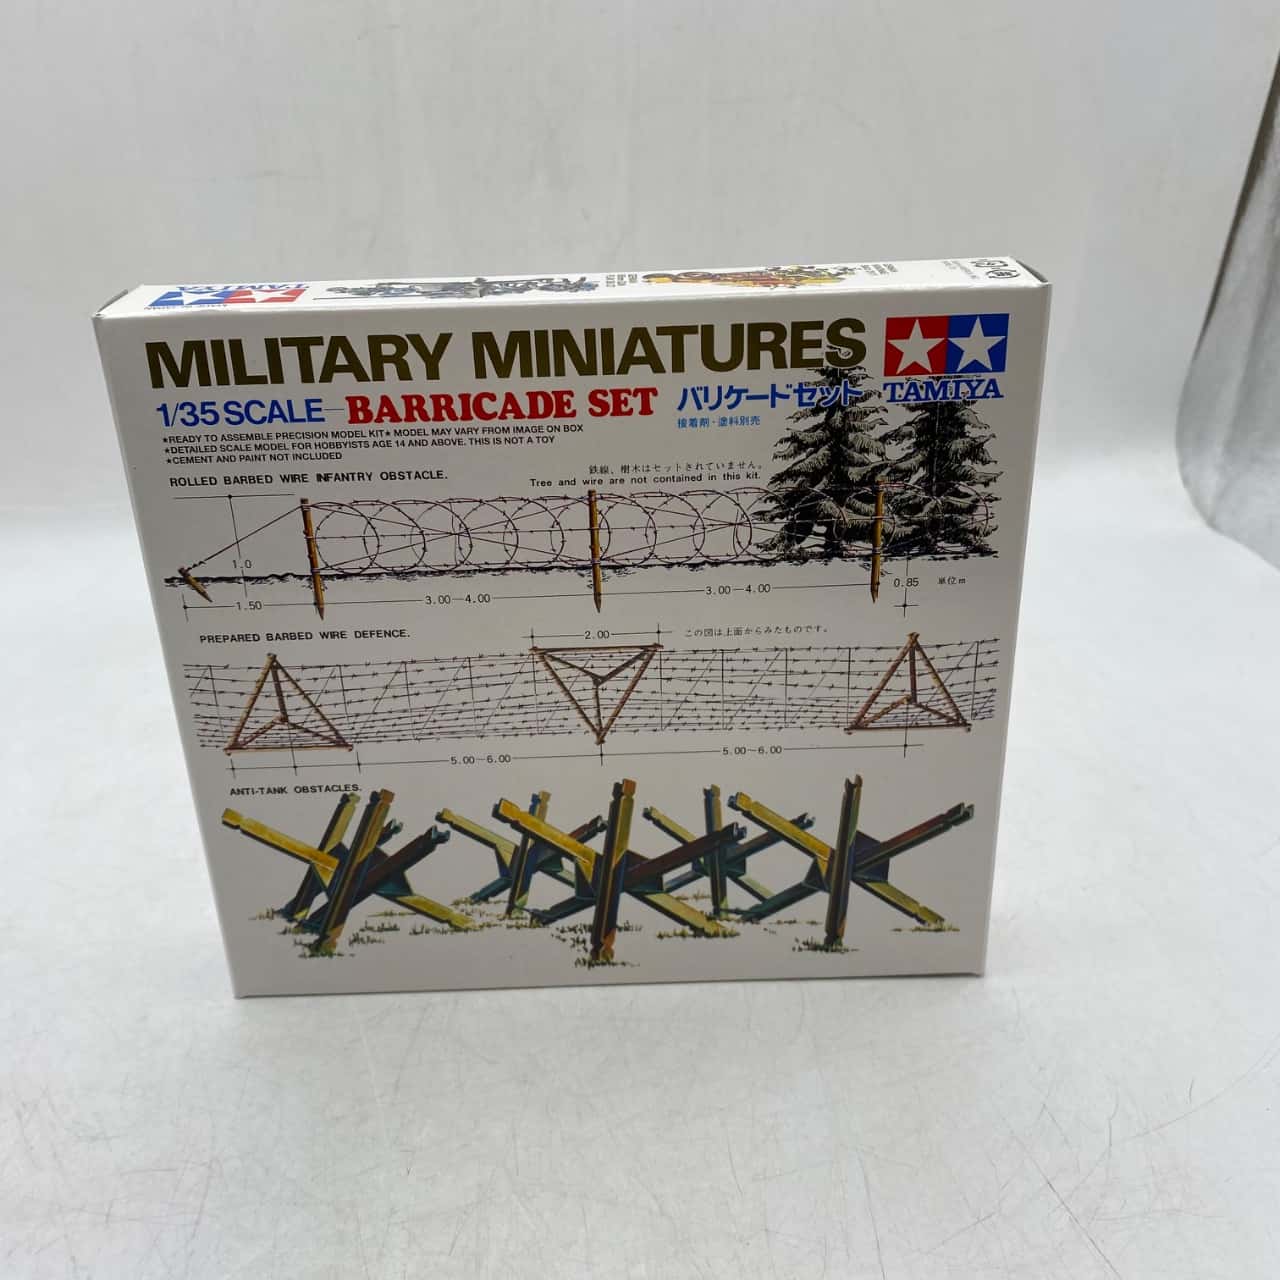 TAMIYA
MADE IN JAPAN
MILITARY MINIATURES
1/35 SCALE - BARRICADE SET バリケードセット TAMIYA
接着剤・塗料別売
★READY TO ASSEMBLE PRECISION MODEL KIT★ MODEL MAY VARY FROM IMAGE ON BOX
★DETAILED SCALE MODEL FOR HOBBYISTS AGE 14 AND ABOVE. THIS IS NOT A TOY
★CEMENT AND PAINT NOT INCLUDED
ROLLED BARBED WIRE INFANTRY OBSTACLE.
鉄線、樹木はセットされていません。
Tree and wire are not contained in this kit.
1.0
1.50
3.00—4.00
3.00—4.00
0.85
単位m
PREPARED BARBED WIRE DEFENCE.
2.00
この図は上面からみたものです。
5.00—6.00
5.00—6.00
ANTI-TANK OBSTACLES.